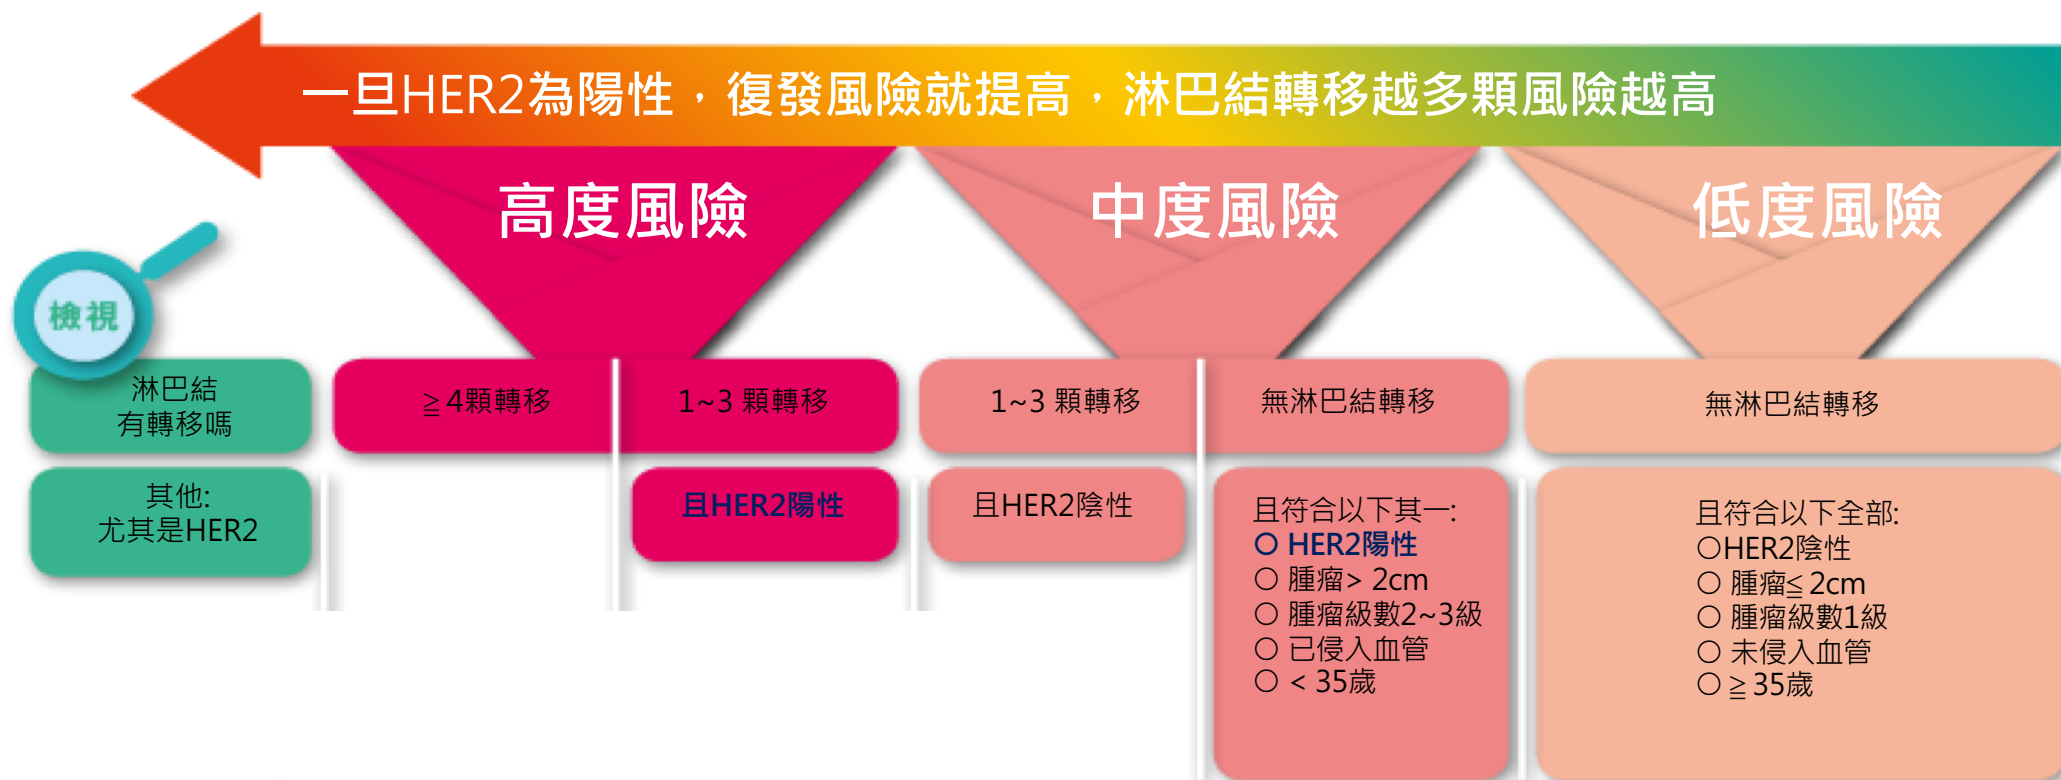 一旦HER2為陽性，復發風險就提高，淋巴結轉移越多顆風險越高
高度風險
中度風險
低度風險
檢視
淋巴結
有轉移嗎
≧4顆轉移
1~3 顆轉移
1~3 顆轉移
無淋巴結轉移
無淋巴結轉移
其他:
尤其是HER2
且HER2陽性
且HER2陰性
且符合以下其一:
〇 HER2陽性
〇 腫瘤> 2cm
〇 腫瘤級數2~3級
〇 已侵入血管
〇 < 35歲
且符合以下全部:
〇HER2陰性
〇 腫瘤≦2cm
〇 腫瘤級數1級
〇 未侵入血管
〇 ≧35歲